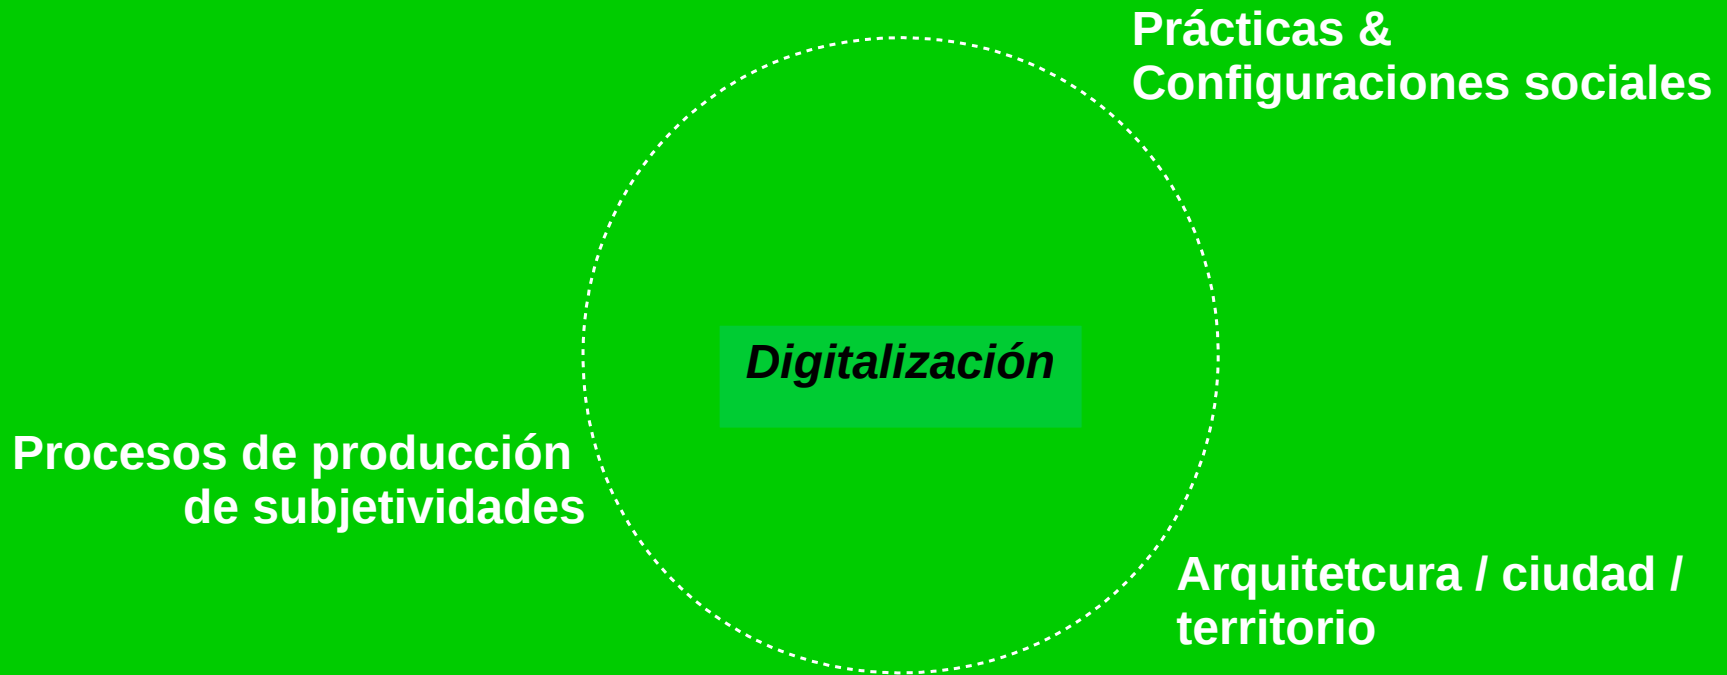 Prácticas &
Configuraciones sociales
Digitalización
Procesos de producción
de subjetividades
Arquitetcura / ciudad /
territorio